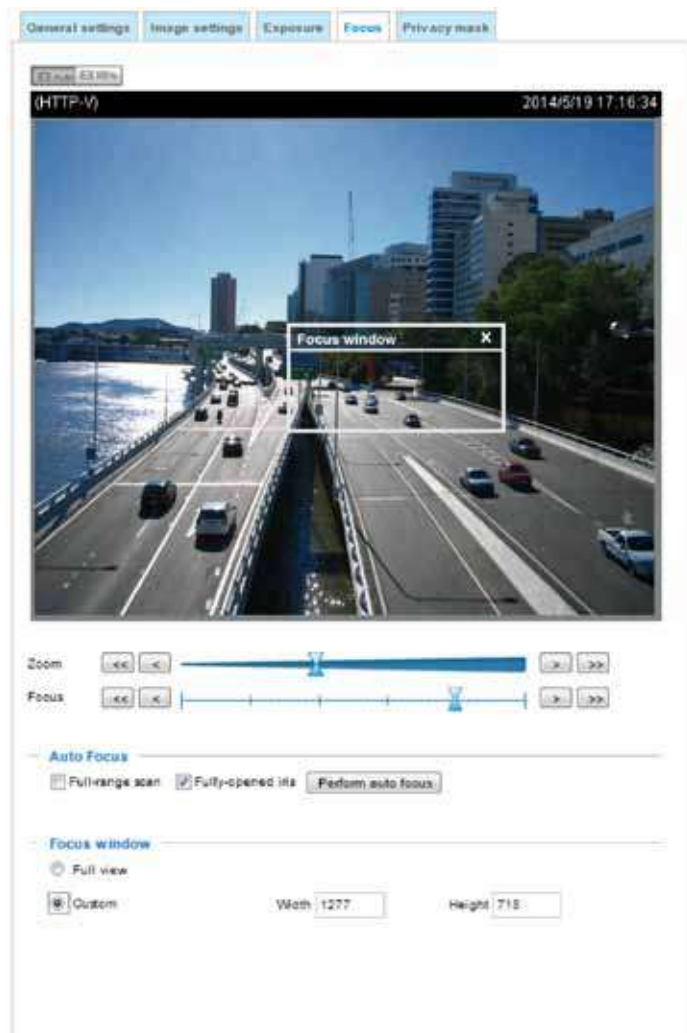 General settings Image settings Exposure Focus Privacy mask
(HTTP-V) 2014/5/19 17:16:34
Focus window X
Zoom << < > >>
Focus << < > >>
Auto Focus
Full-range scan Fully-opened iris Perform auto focus
Focus window
Full view
Custom Width 1277 Height 718